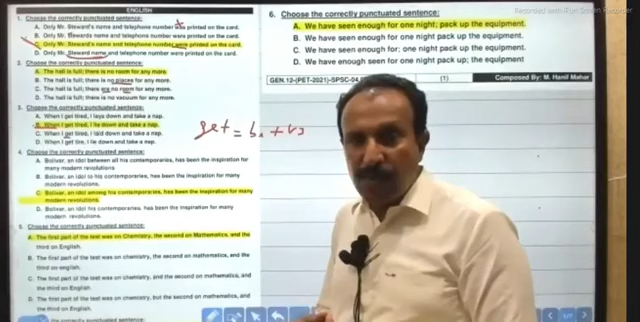 Recorded with iTop Screen Recorder
ENGLISH
1. Choose the correctly punctuated sentence:
A. Only Mr. Steward's name and telephone number was printed on the card.
B. Only Mr. Stewards name and telephone number were printed on the card.
C. Only Mr. Steward's name and telephone number were printed on the card.
D. Only Mr. Steward name and telephone number were printed on the card.
2. Choose the correctly punctuated sentence:
A. The hall is full; there is no room for any more.
B. The hall is full; there is no places for any more.
C. The hall is full; there are no room for any more.
D. The hall is full; there is no vacuum for any more.
3. Choose the correctly punctuated sentence:
A. When I get tired, I lays down and take a nap.
B. When I get tired, I lie down and take a nap.
C. When I get tired, I laid down and take a nap.
D. When I get tire, I lie down and take a nap.
get = be + v3
4. Choose the correctly punctuated sentence:
A. Bolivar, an idol between all his contemporaries, has been the inspiration for
many modern revolutions
B. Bolivar, an idol to his contemporaries, has been the inspiration for many
modern revolutions.
C. Bolivar, an idol among his contemporaries, has been the inspiration for many
modern revolutions.
D. Bolivar, an idol his contemporaries, has been the inspiration for many
modern revolutions.
5. Choose the correctly punctuated sentence:
A. The first part of the test was on Chemistry, the second on Mathematics, and the
third on English.
B. The first part of the test was on Chemistry, the second on mathematics, and the
third on english.
C. The first part of the test was on Chemistry, and the second on mathematics, and
the third on English.
D. The first part of the test was on Chemistry, but the second on mathematics, and
the third on English.
the correctly punctuated sentence:
6. Choose the correctly punctuated sentence:
A. We have seen enough for one night; pack up the equipment.
B. We have seen enough for one night pack up the equipment.
C. We have seen enough for; one night pack up the equipment.
D. We have enough seen for one night pack up; the equipment
GEN.12-(PET-2021)-SPSC-04
(1)
Composed By: M. Hanif Mahar